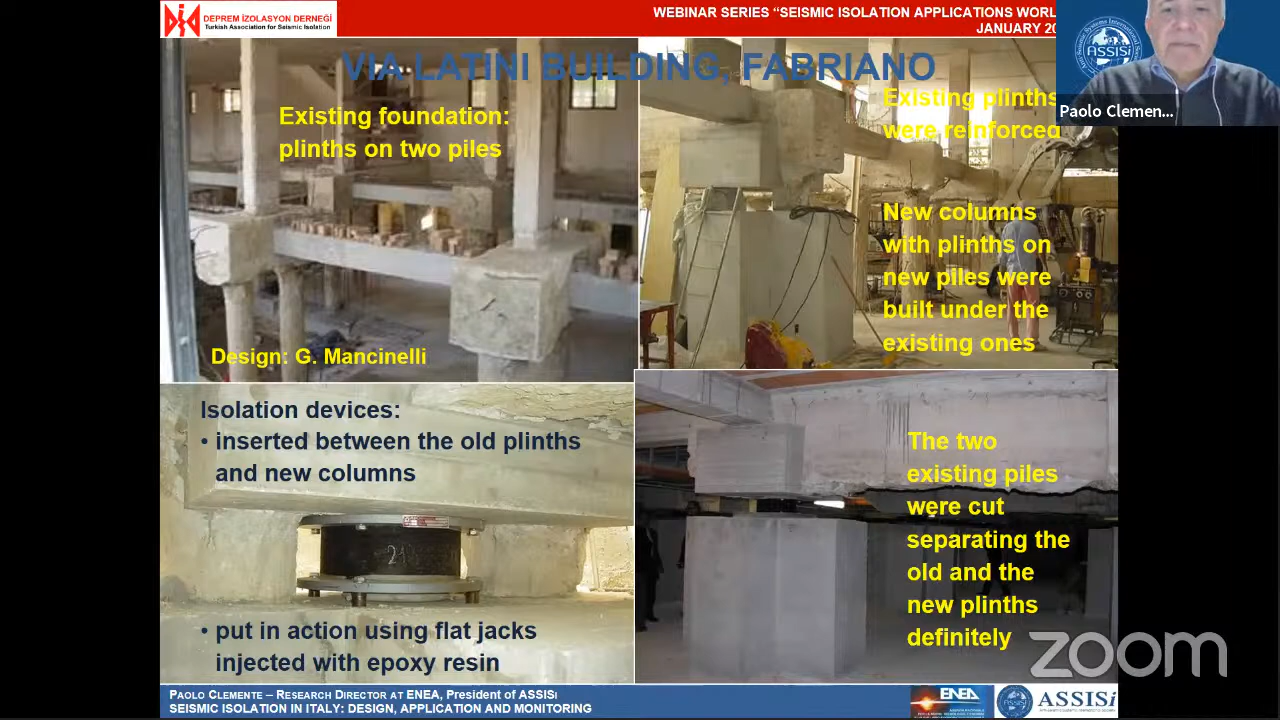 DEPREM İZOLASYON DERNEĞİ
Turkish Association for Seismic Isolation
WEBINAR SERIES “SEISMIC ISOLATION APPLICATIONS
JANUARY
VIA LATINI BUILDING, FABRIANO
Existing foundation:
plinths on two piles
Design: G. Mancinelli
Existing plinths
were reinforced
New columns
with plinths on
new piles were
built under the
existing ones
ASSISi
Paolo Clemen...
Isolation devices:
• inserted between the old plinths
and new columns
21
• put in action using flat jacks
injected with epoxy resin
The two
existing piles
were cut
separating the
old and the
new plinths
definitely
zoom
PAOLO CLEMENTE – RESEARCH DIRECTOR AT ENEA, President of ASSISi
SEISMIC ISOLATION IN ITALY: DESIGN, APPLICATION AND MONITORING
ENEA
ASSISi